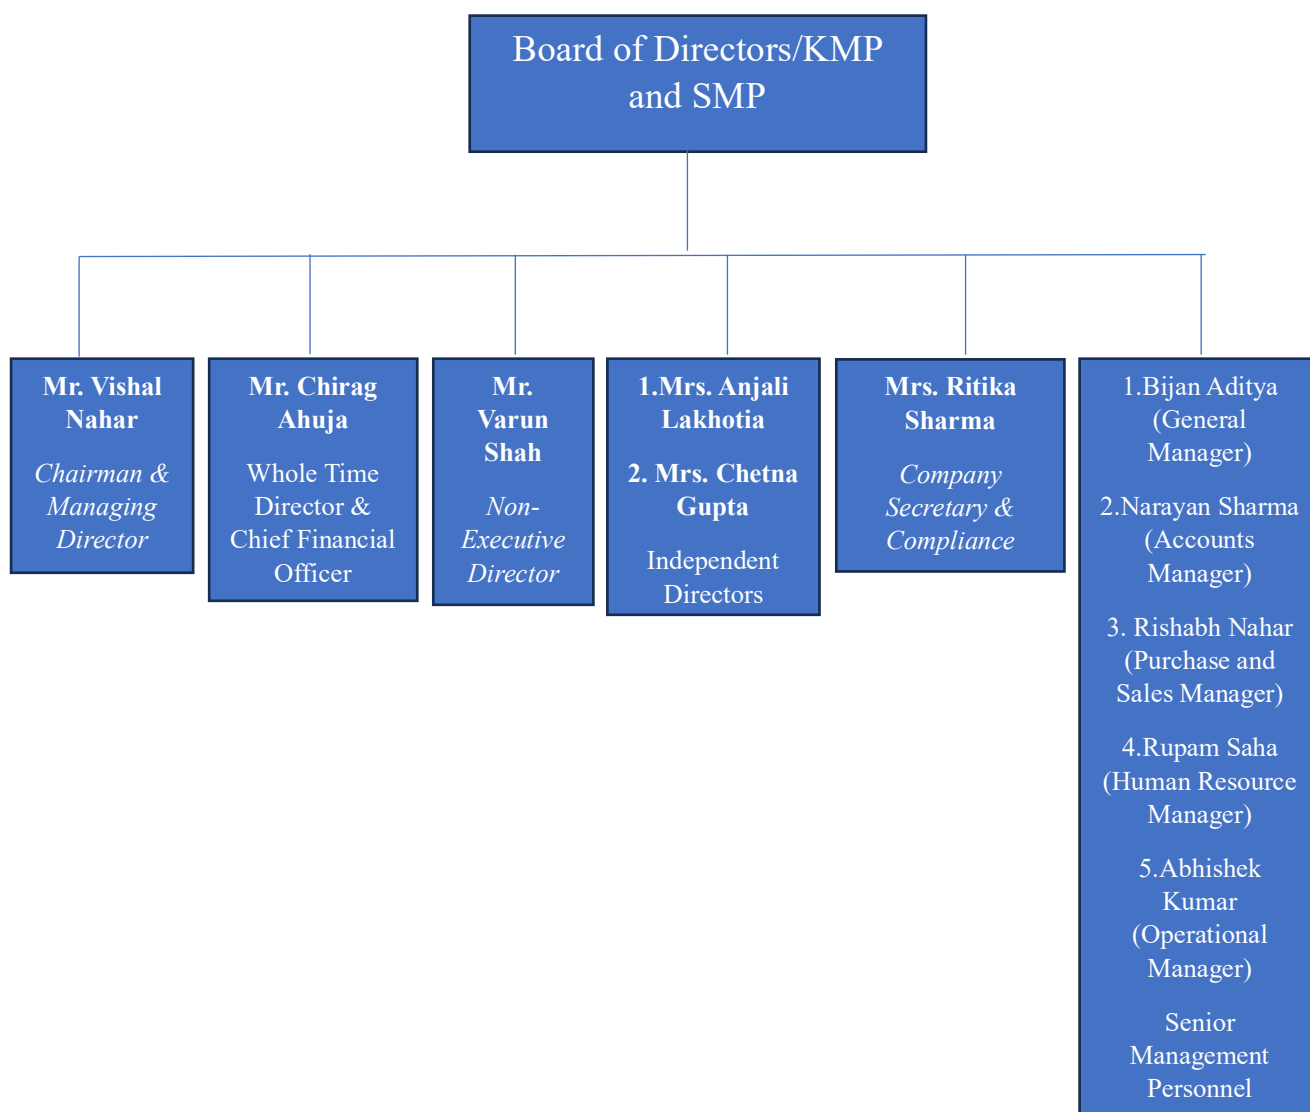 Board of Directors/KMP
and SMP
Mr. Vishal
Nahar
Chairman &
Managing
Director
Mr. Chirag
Ahuja
Whole Time
Director &
Chief Financial
Officer
Mr.
Varun
Shah
Non-
Executive
Director
1.Mrs. Anjali
Lakhotia
2. Mrs. Chetna
Gupta
Independent
Directors
Mrs. Ritika
Sharma
Company
Secretary &
Compliance
1.Bijan Aditya
(General
Manager)
2.Narayan Sharma
(Accounts
Manager)
3. Rishabh Nahar
(Purchase and
Sales Manager)
4.Rupam Saha
(Human Resource
Manager)
5.Abhishek
Kumar
(Operational
Manager)
Senior
Management
Personnel